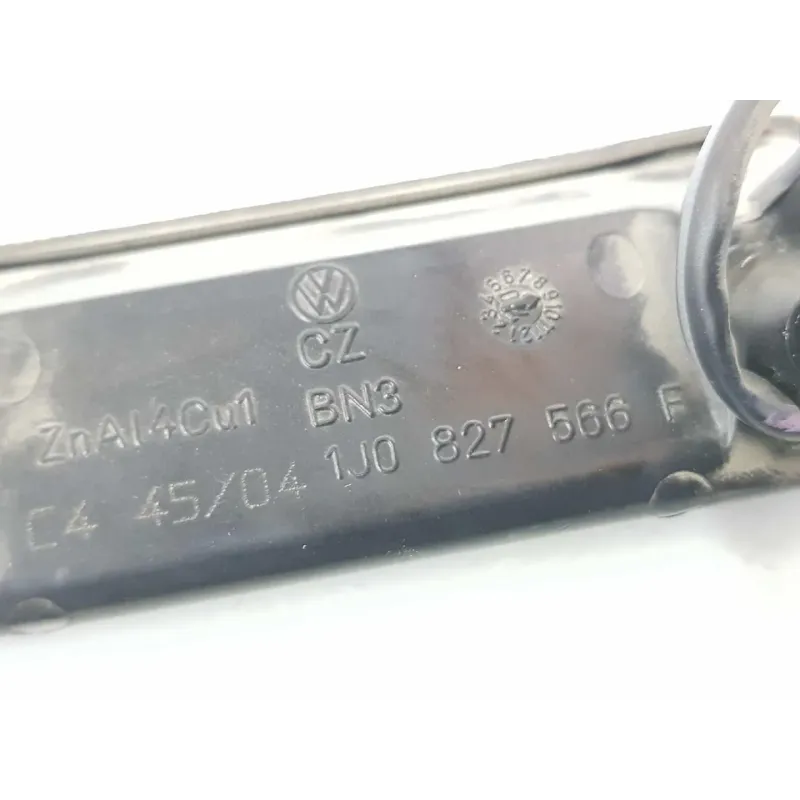 CZ
BN3
ZnAl4Cu1
1J0 827 566 F
C4 45/04